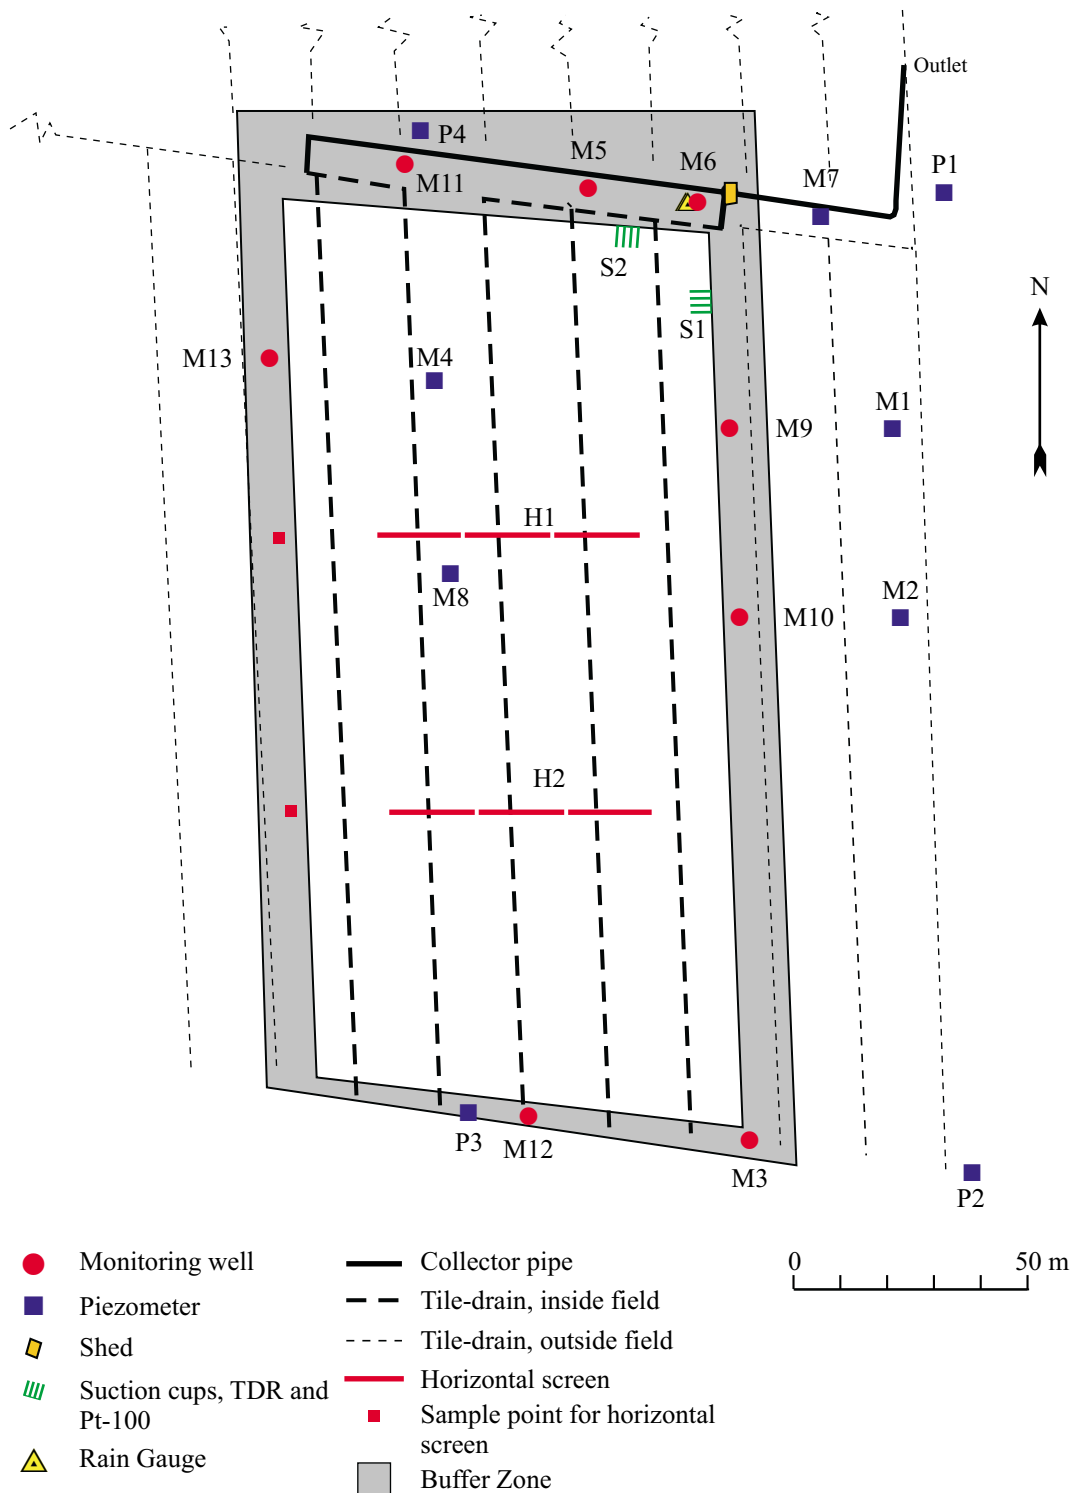 Outlet
P4
M5
M6
M7
P1
M11
S2
S1
N
M13
M4
M1
M9
H1
M8
M2
M10
H2
P3
M12
M3
P2
Monitoring well
Piezometer
Shed
Suction cups, TDR and
Pt-100
Rain Gauge
Collector pipe
Tile-drain, inside field
Tile-drain, outside field
Horizontal screen
Sample point for horizontal
screen
Buffer Zone
0 50 m